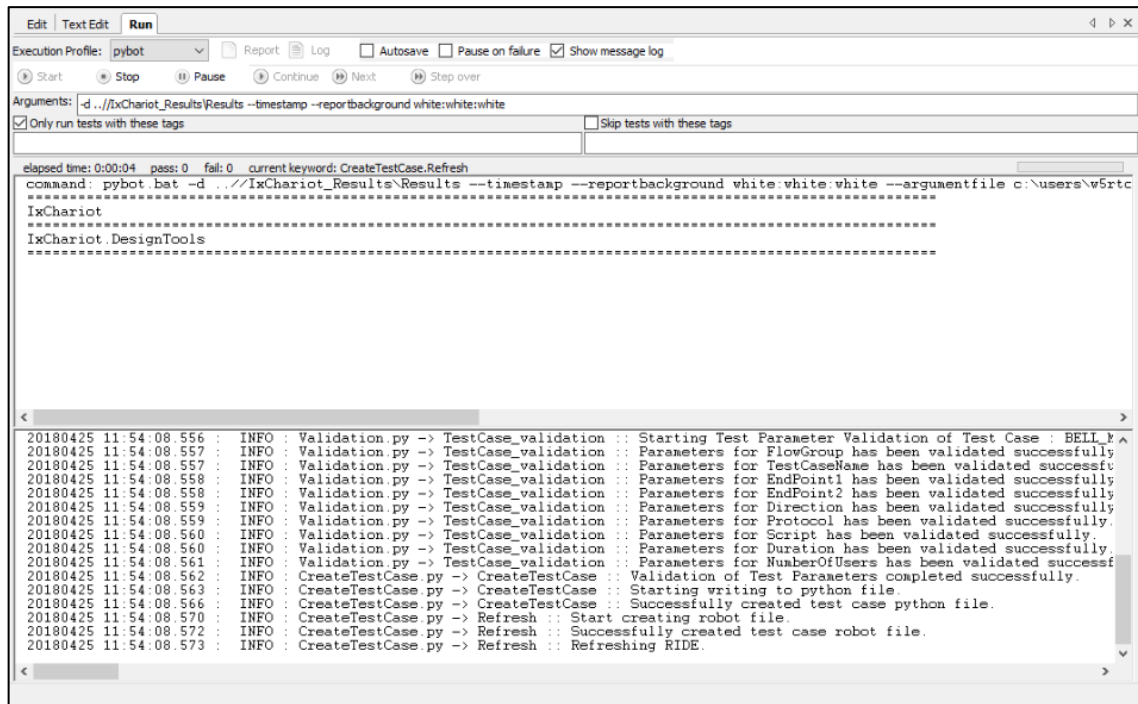 Edit Text Edit Run
Execution Profile: pybot Report Log Autosave Pause on failure Show message log
Start Stop Pause Continue Next Step over
Arguments: -d ..//IxChariot_Results\Results --timestamp --reportbackground white:white:white
Only run tests with these tags Skip tests with these tags
elapsed time: 0:00:04 pass: 0 fail: 0 current keyword: CreateTestCase.Refresh
command: pybot.bat -d ..//IxChariot_Results\Results --timestamp --reportbackground white:white:white --argumentfile c:\users\w5rtc
==============================================================================
IxChariot
==============================================================================
IxChariot.DesignTools
==============================================================================
20180425 11:54:08.556 : INFO : Validation.py -> TestCase_validation :: Starting Test Parameter Validation of Test Case : BELL_M
20180425 11:54:08.557 : INFO : Validation.py -> TestCase_validation :: Parameters for FlowGroup has been validated successfully
20180425 11:54:08.557 : INFO : Validation.py -> TestCase_validation :: Parameters for TestCaseName has been validated successfu
20180425 11:54:08.558 : INFO : Validation.py -> TestCase_validation :: Parameters for EndPoint1 has been validated successfully
20180425 11:54:08.558 : INFO : Validation.py -> TestCase_validation :: Parameters for EndPoint2 has been validated successfully
20180425 11:54:08.559 : INFO : Validation.py -> TestCase_validation :: Parameters for Direction has been validated successfully
20180425 11:54:08.559 : INFO : Validation.py -> TestCase_validation :: Parameters for Protocol has been validated successfully.
20180425 11:54:08.560 : INFO : Validation.py -> TestCase_validation :: Parameters for Script has been validated successfully.
20180425 11:54:08.560 : INFO : Validation.py -> TestCase_validation :: Parameters for Duration has been validated successfully.
20180425 11:54:08.561 : INFO : Validation.py -> TestCase_validation :: Parameters for NumberOfUsers has been validated successf
20180425 11:54:08.562 : INFO : CreateTestCase.py -> CreateTestCase :: Validation of Test Parameters completed successfully.
20180425 11:54:08.563 : INFO : CreateTestCase.py -> CreateTestCase :: Starting writing to python file.
20180425 11:54:08.566 : INFO : CreateTestCase.py -> CreateTestCase :: Successfully created test case python file.
20180425 11:54:08.570 : INFO : CreateTestCase.py -> Refresh :: Start creating robot file.
20180425 11:54:08.572 : INFO : CreateTestCase.py -> Refresh :: Successfully created test case robot file.
20180425 11:54:08.573 : INFO : CreateTestCase.py -> Refresh :: Refreshing RIDE.